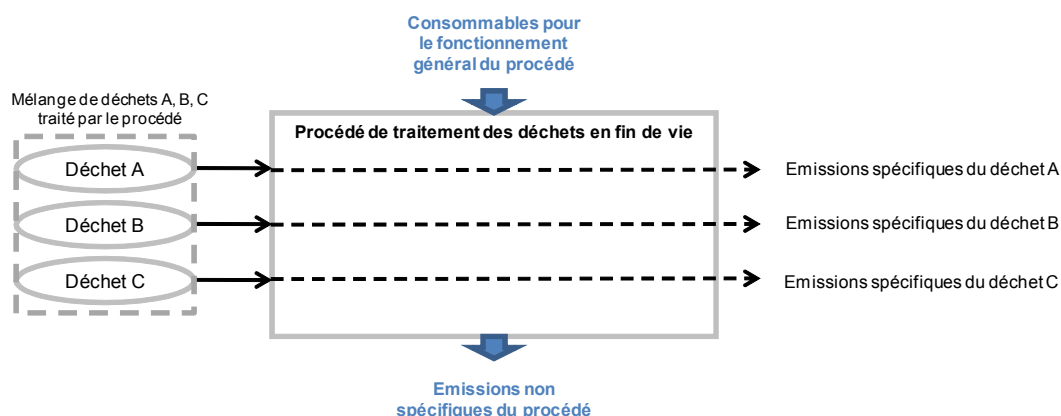 Consommables pour
le fonctionnement
général du procédé
Mélange de déchets A, B, C
traité par le procédé
Procédé de traitement des déchets en fin de vie
Déchet A
Emissions spécifiques du déchet A
Déchet B
Emissions spécifiques du déchet B
Déchet C
Emissions spécifiques du déchet C
Emissions non
spécifiques du procédé